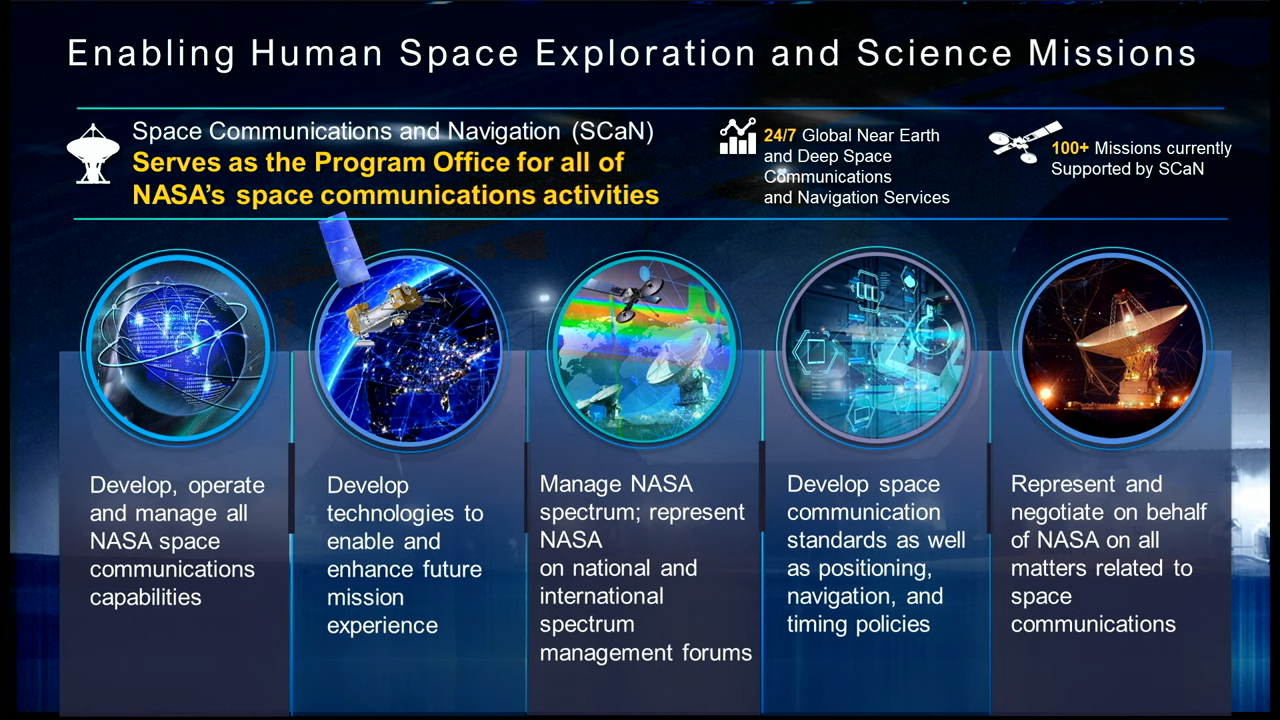 Enabling Human Space Exploration and Science Missions
Space Communications and Navigation (SCaN)
Serves as the Program Office for all of
NASA's space communications activities
24/7 Global Near Earth
and Deep Space
Communications
and Navigation Services
100+ Missions currently
Supported by SCaN
Develop, operate
and manage all
NASA space
communications
capabilities
Develop
technologies to
enable and
enhance future
mission
experience
Manage NASA
spectrum; represent
NASA
on national and
international
spectrum
management forums
Develop space
communication
standards as well
as positioning,
navigation, and
timing policies
Represent and
negotiate on behalf
of NASA on all
matters related to
space
communications